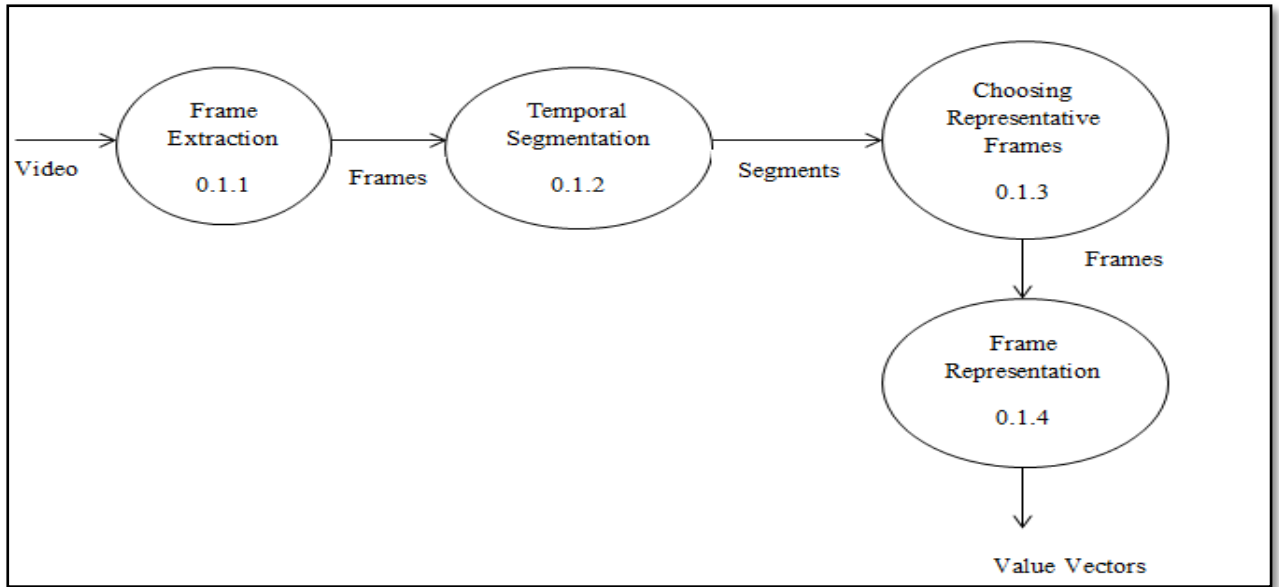 Frame
Extraction
0.1.1
Video
Frames
Temporal
Segmentation
0.1.2
Segments
Choosing
Representative
Frames
0.1.3
Frames
Frame
Representation
0.1.4
Value Vectors